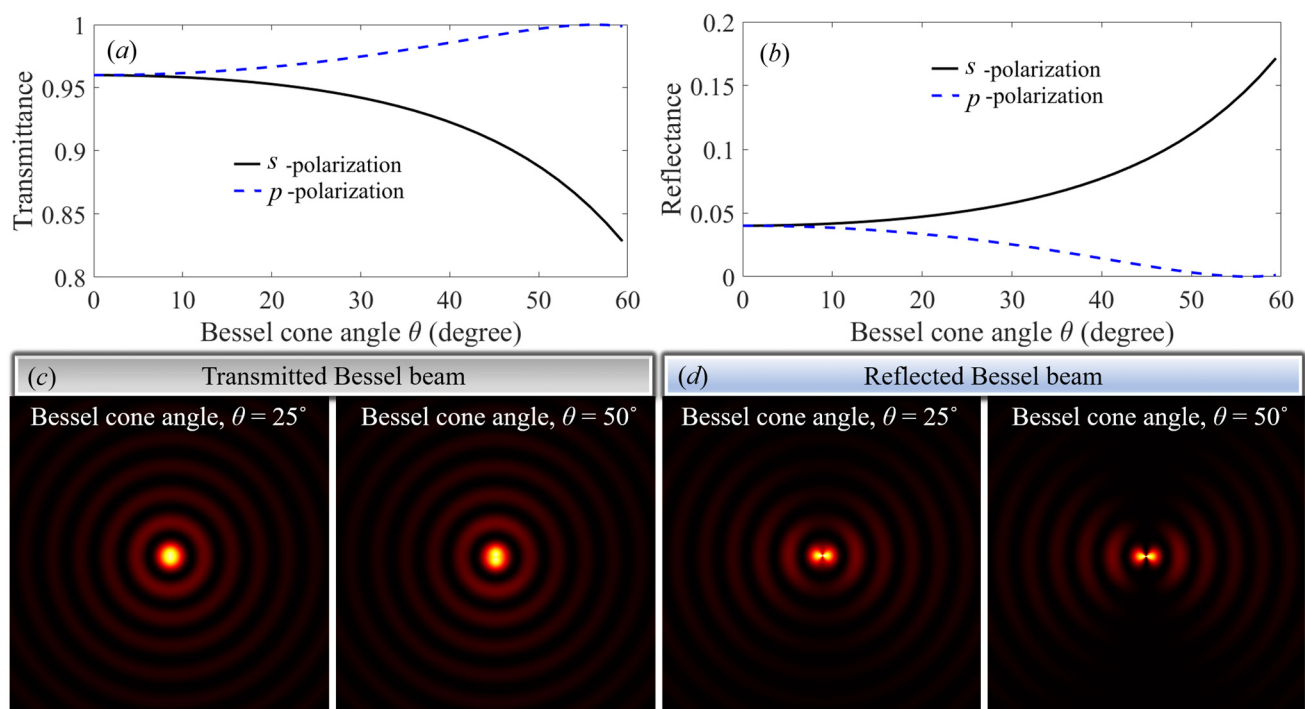 (a)
Transmittance
1
0.95
0.9
0.85
0.8
s -polarization
p -polarization
0 10 20 30 40 50 60
Bessel cone angle θ (degree)
(b)
Reflectance
0.2
0.15
0.1
0.05
0
s -polarization
p -polarization
0 10 20 30 40 50 60
Bessel cone angle θ (degree)
(c) Transmitted Bessel beam
Bessel cone angle, θ = 25°
Bessel cone angle, θ = 50°
(d) Reflected Bessel beam
Bessel cone angle, θ = 25°
Bessel cone angle, θ = 50°